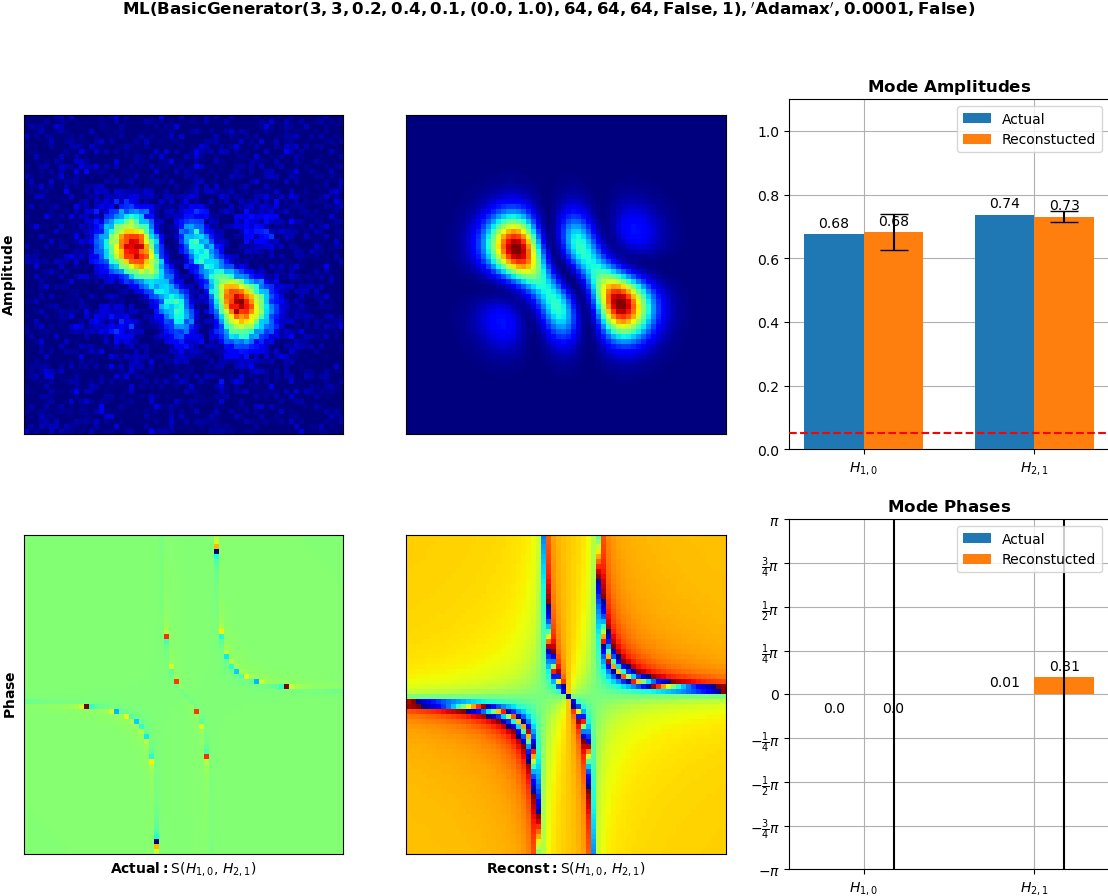 ML(BasicGenerator(3, 3, 0.2, 0.4, 0.1, (0.0, 1.0), 64, 64, 64, False, 1), 'Adamax', 0.0001, False)
Amplitude
Mode Amplitudes
Actual
Reconstucted
1.0
0.8
0.6
0.4
0.2
0.0
0.68
0.68
0.74
0.73
H1,0
H2,1
Phase
Actual: S(H1,0, H2,1)
Reconst: S(H1,0, H2,1)
Mode Phases
Actual
Reconstucted
π
3/4π
1/2π
1/4π
0
−1/4π
−1/2π
−3/4π
−π
0.0
0.0
0.01
0.31
H1,0
H2,1